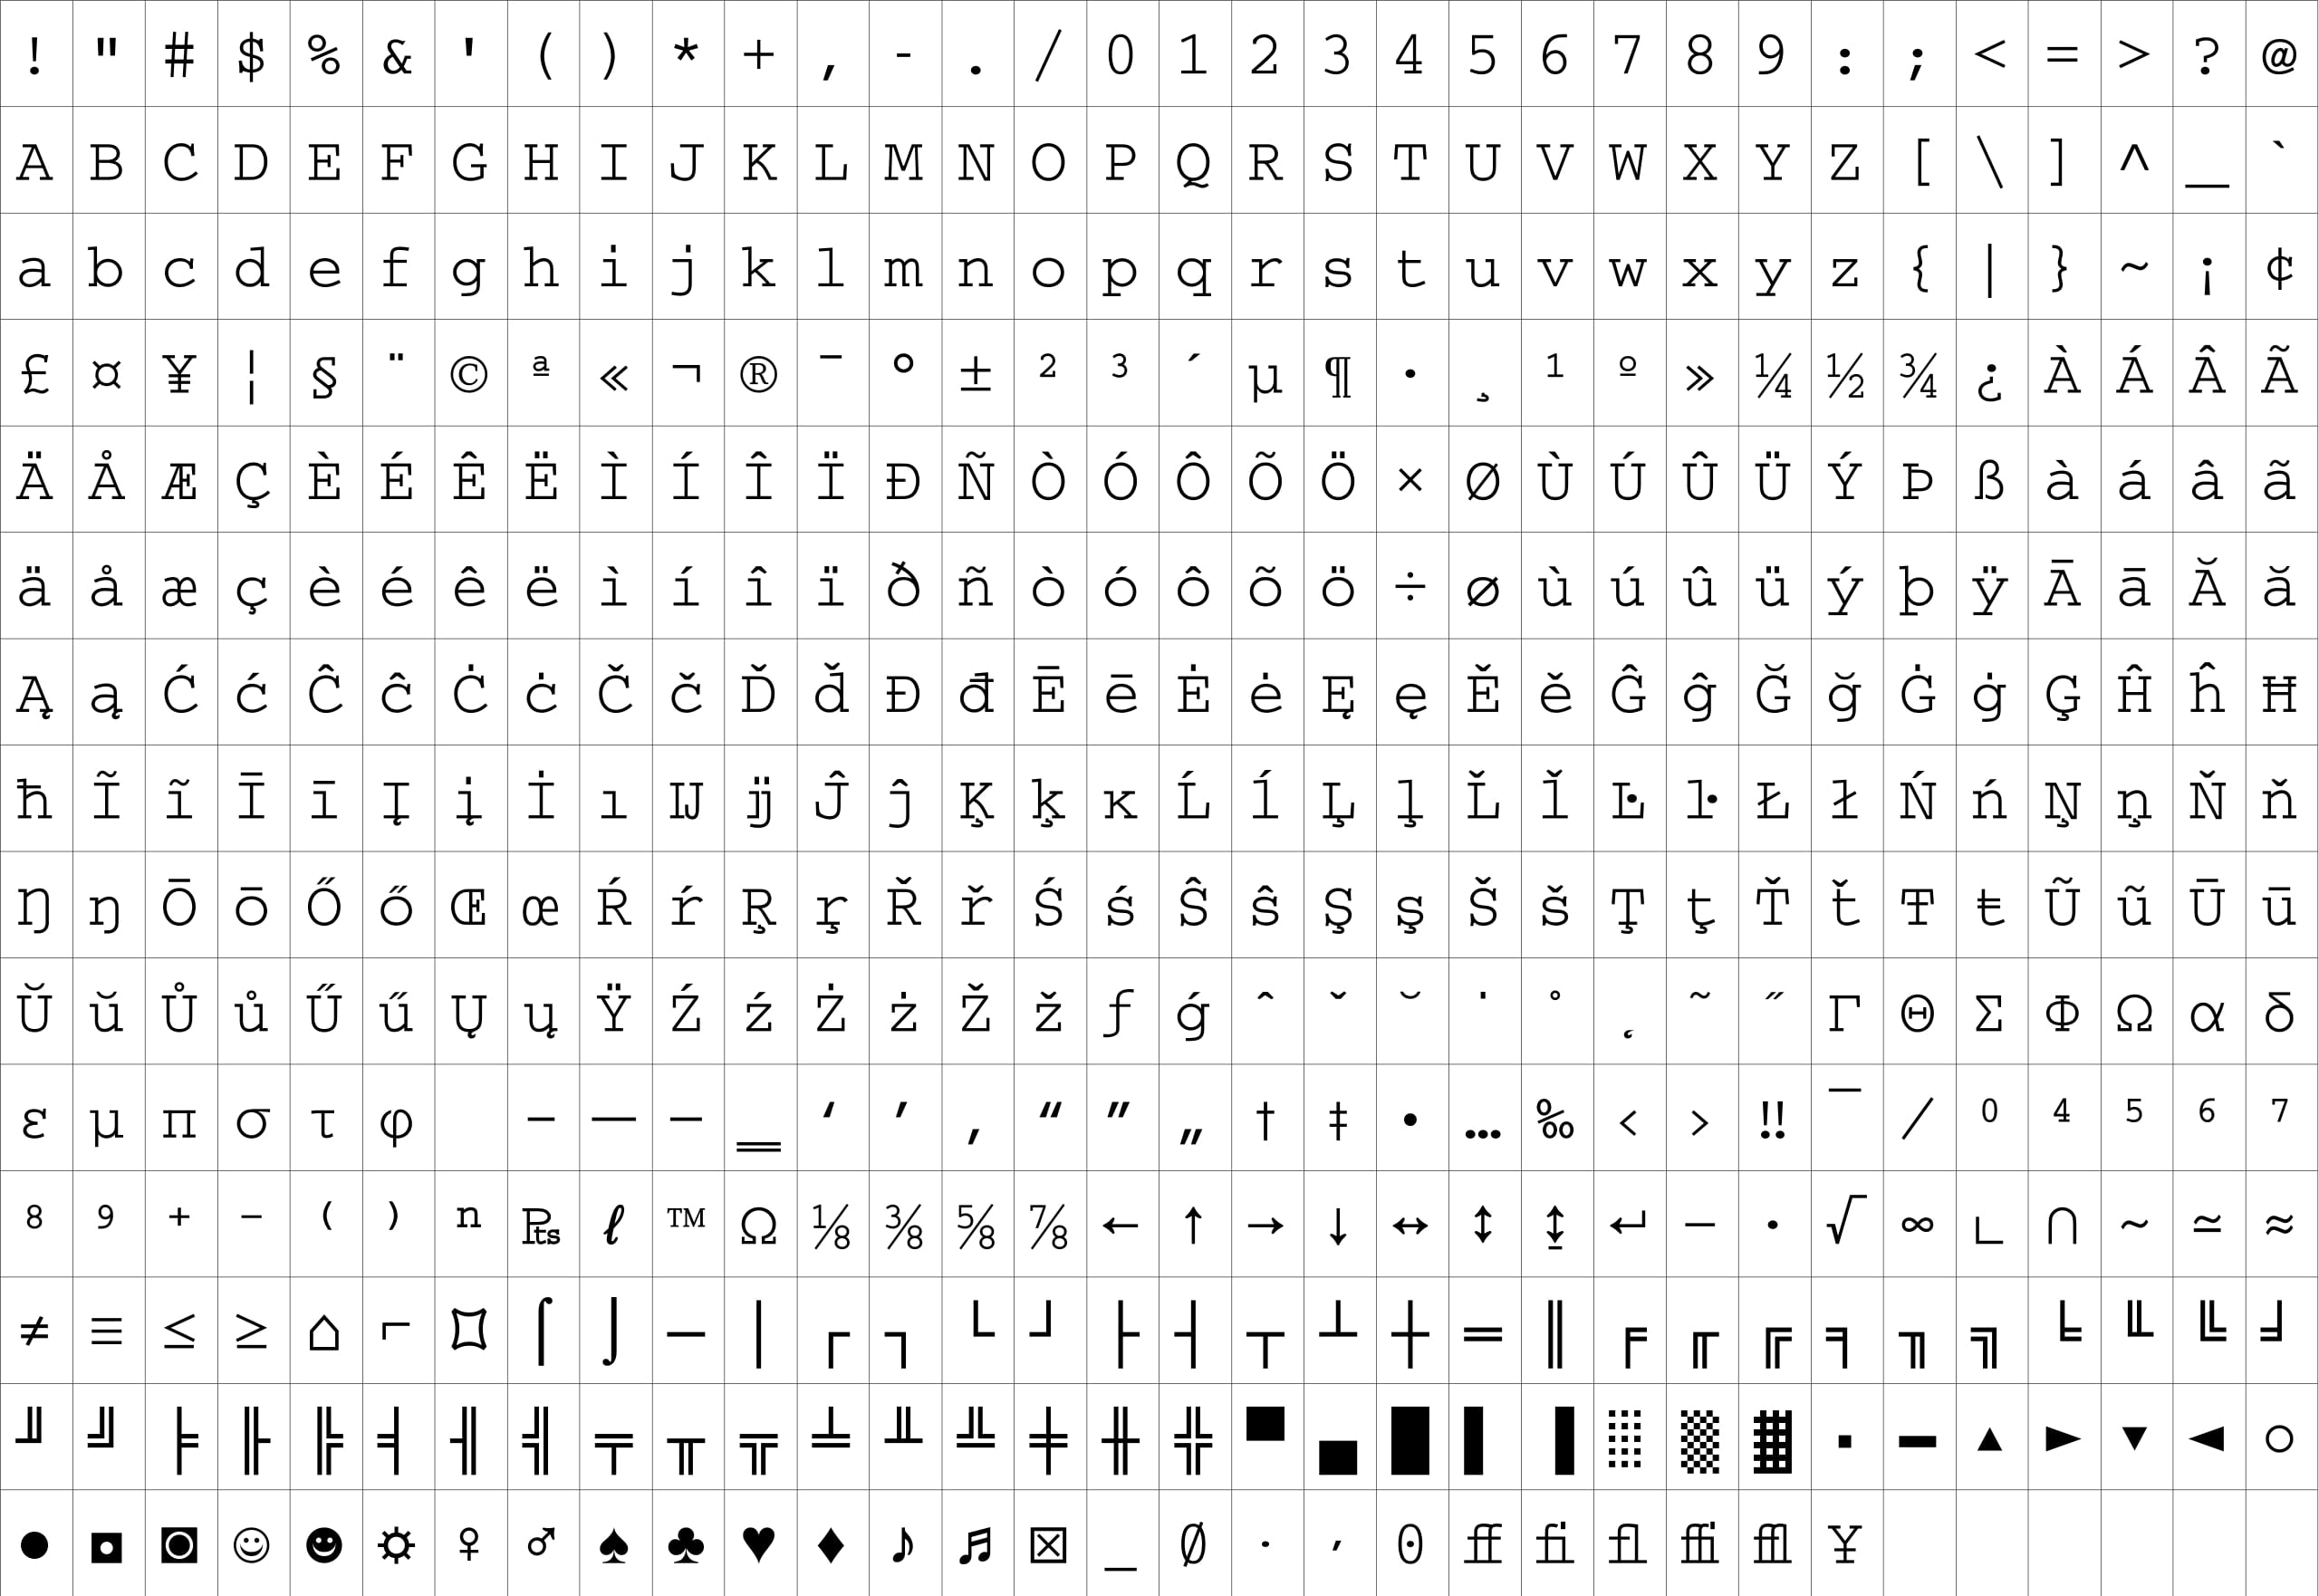 ! " # $ % & ' ( ) * + , - . / 0 1 2 3 4 5 6 7 8 9 : ; < = > ? @
A B C D E F G H I J K L M N O P Q R S T U V W X Y Z [ \ ] ^ _ `
a b c d e f g h i j k l m n o p q r s t u v w x y z { | } ~ ¡ ¢
£ ¤ ¥ ¦ § ¨ © ª « ¬ ® ¯ ° ± ² ³ ´ µ ¶ · ¸ ¹ º » ¼ ½ ¾ ¿ À Á Â Ã
Ä Å Æ Ç È É Ê Ë Ì Í Î Ï Ð Ñ Ò Ó Ô Õ Ö × Ø Ù Ú Û Ü Ý Þ ß à á â ã
ä å æ ç è é ê ë ì í î ï ð ñ ò ó ô õ ö ÷ ø ù ú û ü ý þ ÿ Ā ā Ă ă
Ą ą Ć ć Ĉ ĉ Ċ ċ Č č Ď ď Đ đ Ē ē Ė ė Ę ę Ě ě Ĝ ĝ Ğ ğ Ġ ġ Ģ Ĥ ĥ Ħ
ħ Ĩ ĩ Ī ī Į į İ ı Ĳ ĳ Ĵ ĵ Ķ ķ ĸ Ĺ ĺ Ļ ļ Ľ ľ Ŀ ŀ Ł ł Ń ń Ņ ņ Ň ň
Ŋ ŋ Ō ō Ő ő Œ œ Ŕ ŕ Ŗ ŗ Ř ř Ś ś Ŝ ŝ Ş ş Š š Ţ ţ Ť ť Ŧ ŧ Ũ ũ Ū ū
Ŭ ŭ Ů ů Ű ű Ų ų Ÿ Ź ź Ż ż Ž ž ƒ ǵ ˆ ˇ ˘ ˙ ˚ ˛ ˜ ˝ Γ Θ Σ Φ Ω α δ
ε μ π σ τ φ – — ― ‗ ‘ ’ ‚ “ ” „ † ‡ • … ‰ ‹ › ‼ ‾ ⁄ ⁰ ⁴ ⁵ ⁶ ⁷
⁸ ⁹ ⁺ ⁻ ⁽ ⁾ ⁿ ₧ ℓ ™ Ω ⅛ ⅜ ⅝ ⅞ ← ↑ → ↓ ↔ ↕ ↨ ↵ − ∙ √ ∞ ∟ ∩ ∼ ≃ ≈
≠ ≡ ≤ ≥ ⌂ ⌐ ⌑ ⌠ ⌡ ─ │ ┌ ┐ └ ┘ ├ ┤ ┬ ┴ ┼ ═ ║ ╒ ╓ ╔ ╕ ╖ ╗ ╘ ╙ ╚ ╛
╜ ╝ ╞ ╟ ╠ ╡ ╢ ╣ ╤ ╥ ╦ ╧ ╨ ╩ ╪ ╫ ╬ ▀ ▄ █ ▌ ▐ ░ ▒ ▓ ▪ ▬ ▲ ► ▼ ◄ ○
● ◘ ◙ ☺ ☻ ☼ ♀ ♂ ♠ ♣ ♥ ♦ ♪ ♬ ☒ _ 0̸ · ʹ 0 ff fi fl ffi ffl ¥